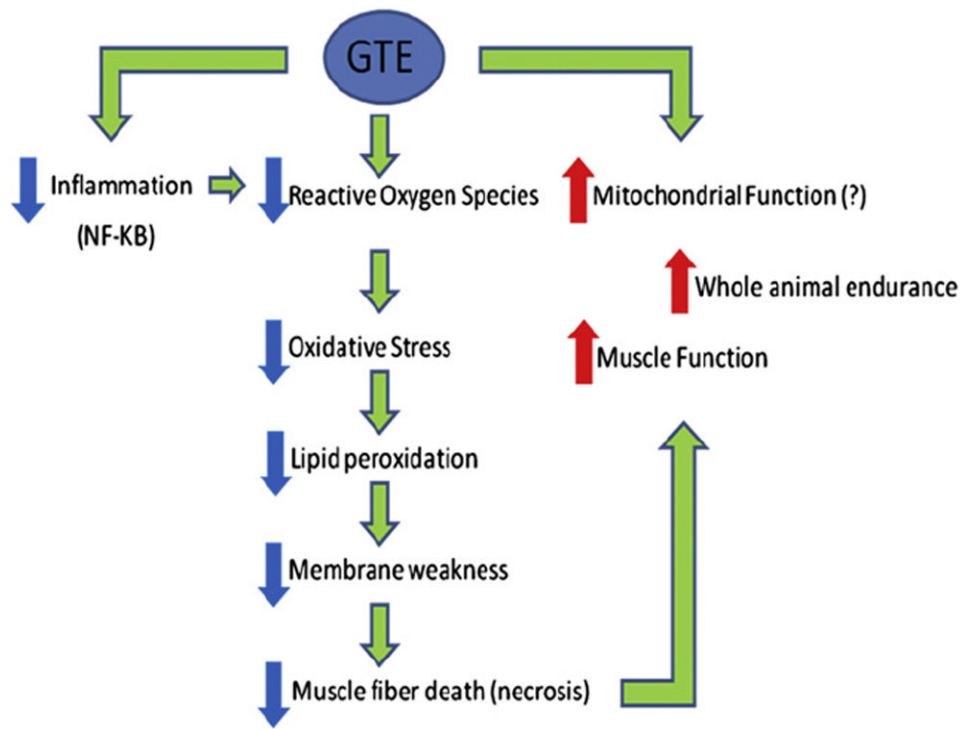 GTE
Inflammation
(NF-KB)
Reactive Oxygen Species
Mitochondrial Function (?)
Whole animal endurance
Oxidative Stress
Muscle Function
Lipid peroxidation
Membrane weakness
Muscle fiber death (necrosis)